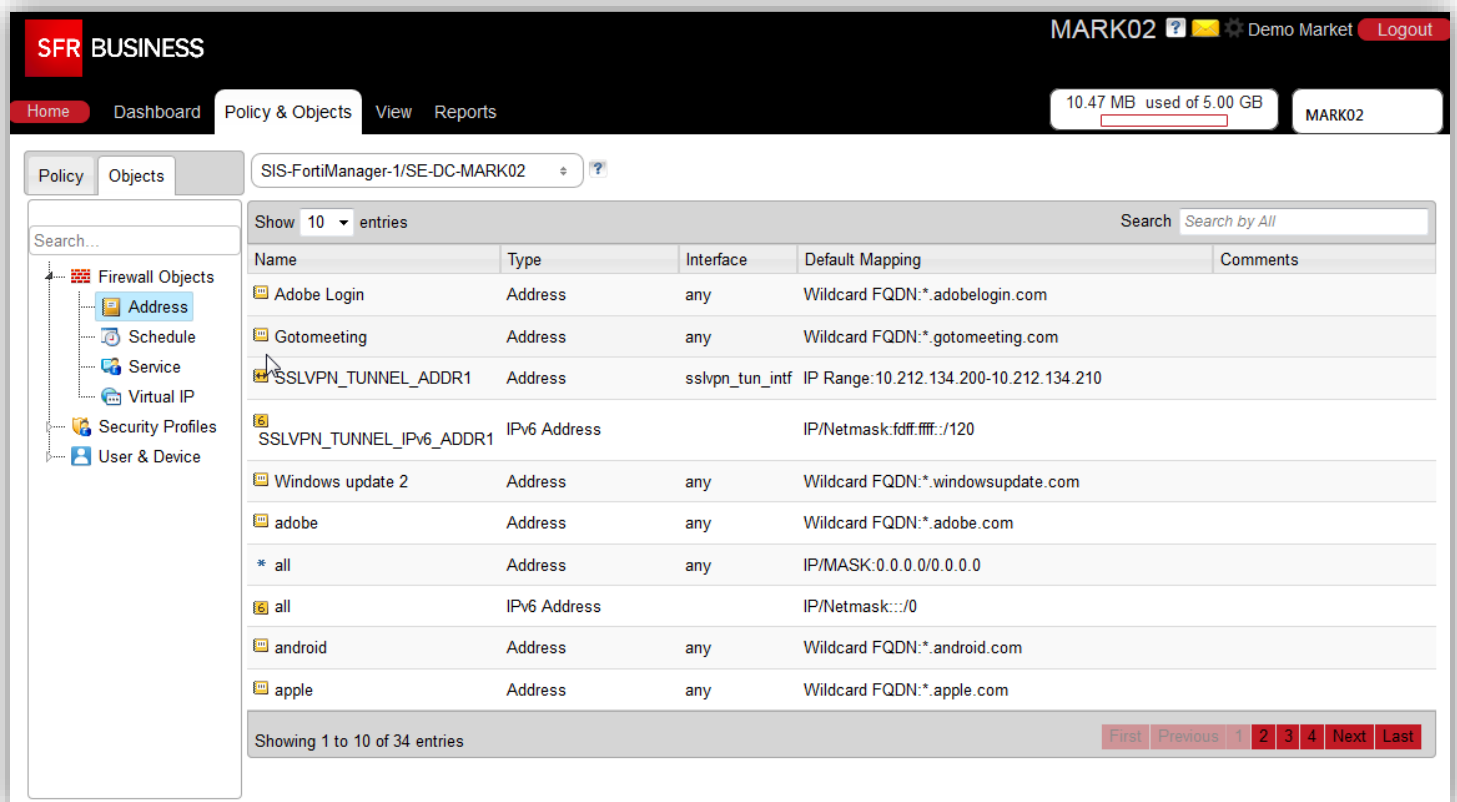 SFR BUSINESS
MARK02 Demo Market Logout
Home Dashboard Policy & Objects View Reports
10.47 MB used of 5.00 GB
MARK02
Policy Objects
SIS-FortiManager-1/SE-DC-MARK02
Search...
Firewall Objects
Address
Schedule
Service
Virtual IP
Security Profiles
User & Device
Show 10 entries Search Search by All
Name Type Interface Default Mapping Comments
Adobe Login Address any Wildcard FQDN:*.adobelogin.com
Gotomeeting Address any Wildcard FQDN:*.gotomeeting.com
SSLVPN_TUNNEL_ADDR1 Address sslvpn_tun_intf IP Range:10.212.134.200-10.212.134.210
SSLVPN_TUNNEL_IPv6_ADDR1 IPv6 Address IP/Netmask:fdff:ffff::/120
Windows update 2 Address any Wildcard FQDN:*.windowsupdate.com
adobe Address any Wildcard FQDN:*.adobe.com
* all Address any IP/MASK:0.0.0.0/0.0.0.0
all IPv6 Address IP/Netmask:::/0
android Address any Wildcard FQDN:*.android.com
apple Address any Wildcard FQDN:*.apple.com
Showing 1 to 10 of 34 entries
First Previous 1 2 3 4 Next Last